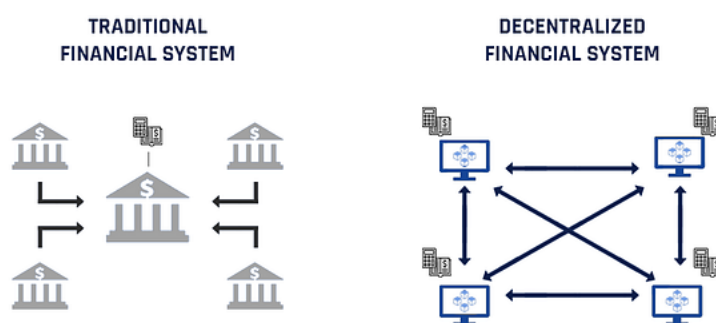 TRADITIONAL
FINANCIAL SYSTEM
DECENTRALIZED
FINANCIAL SYSTEM
$
$
$
$
$